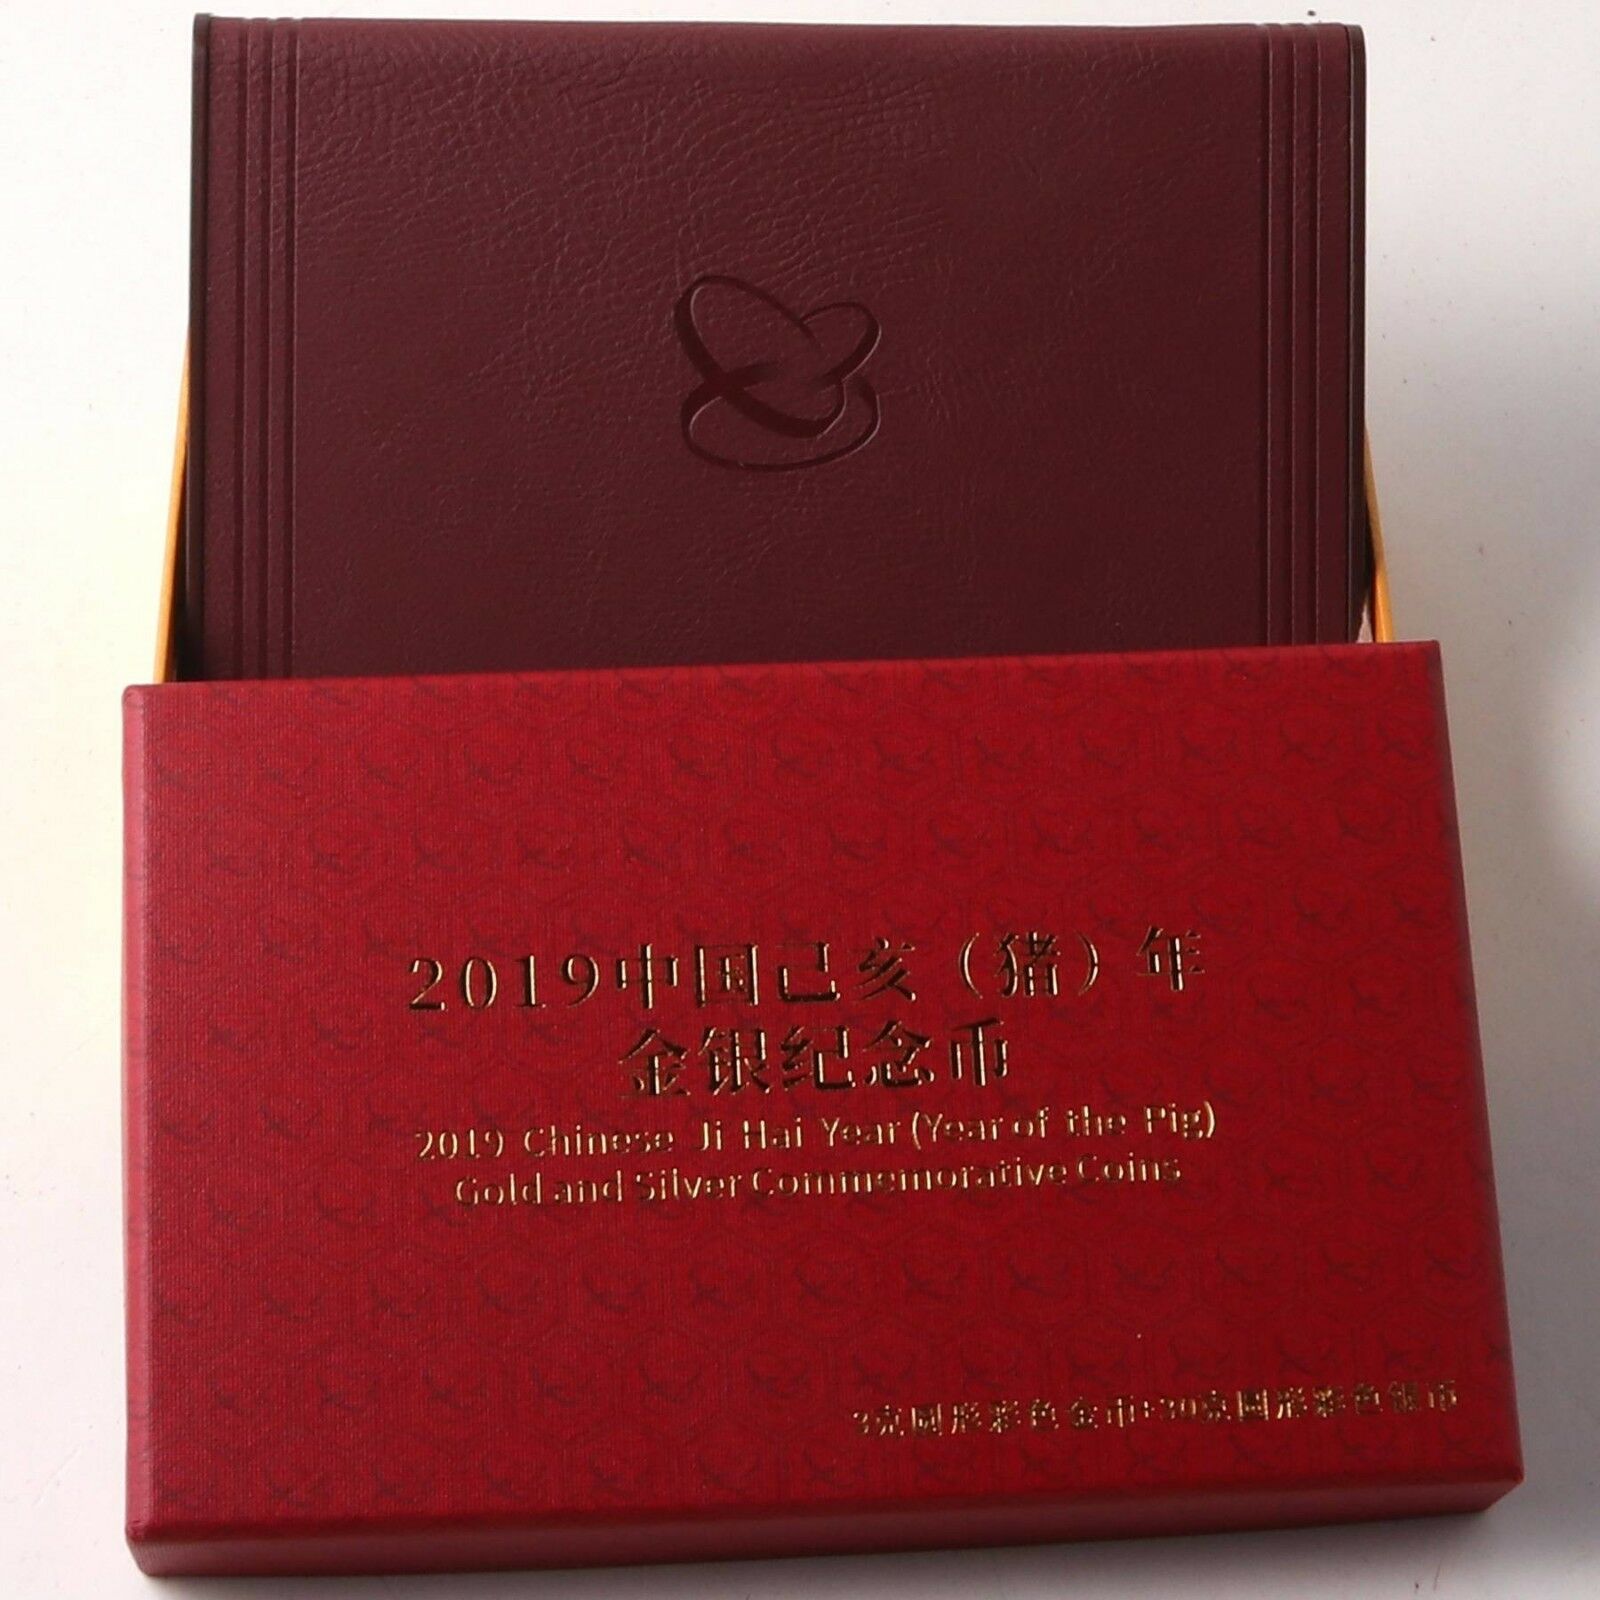 2019中国己亥（猪）年
金银纪念币
2019 Chinese Ji Hai Year (Year of the Pig)
Gold and Silver Commemorative Coins
3克圆形彩色金币+30克圆形彩色银币